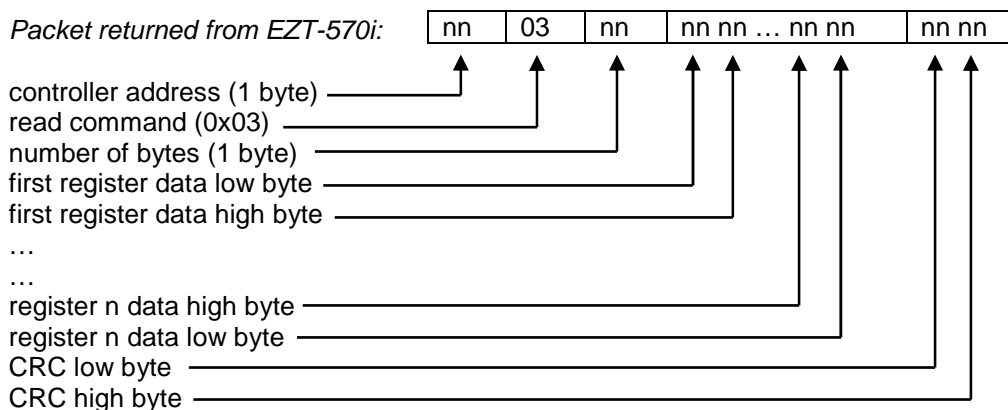 Packet returned from EZT-570i: nn 03 nn nn nn … nn nn nn nn
controller address (1 byte)
read command (0x03)
number of bytes (1 byte)
first register data low byte
first register data high byte
…
…
register n data high byte
register n data low byte
CRC low byte
CRC high byte